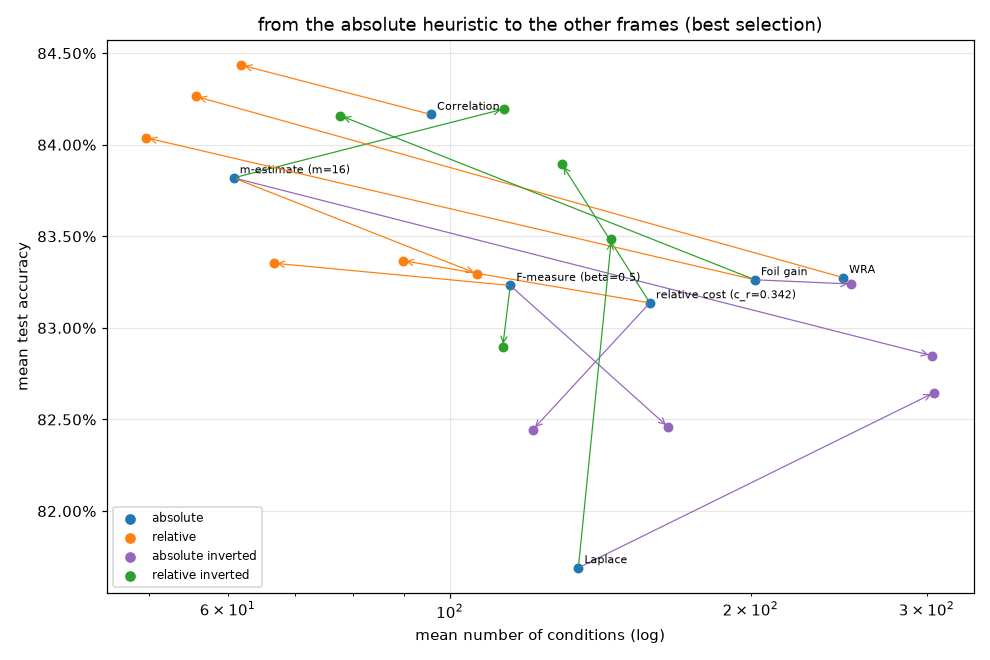 from the absolute heuristic to the other frames (best selection)
84.50%
84.00%
83.50%
83.00%
82.50%
82.00%
mean test accuracy
Correlation
m-estimate (m=16)
Foil gain
WRA
F-measure (beta=0.5)
relative cost (c_r=0.342)
Laplace
absolute
relative
absolute inverted
relative inverted
6 × 10¹
10²
2 × 10²
3 × 10²
mean number of conditions (log)